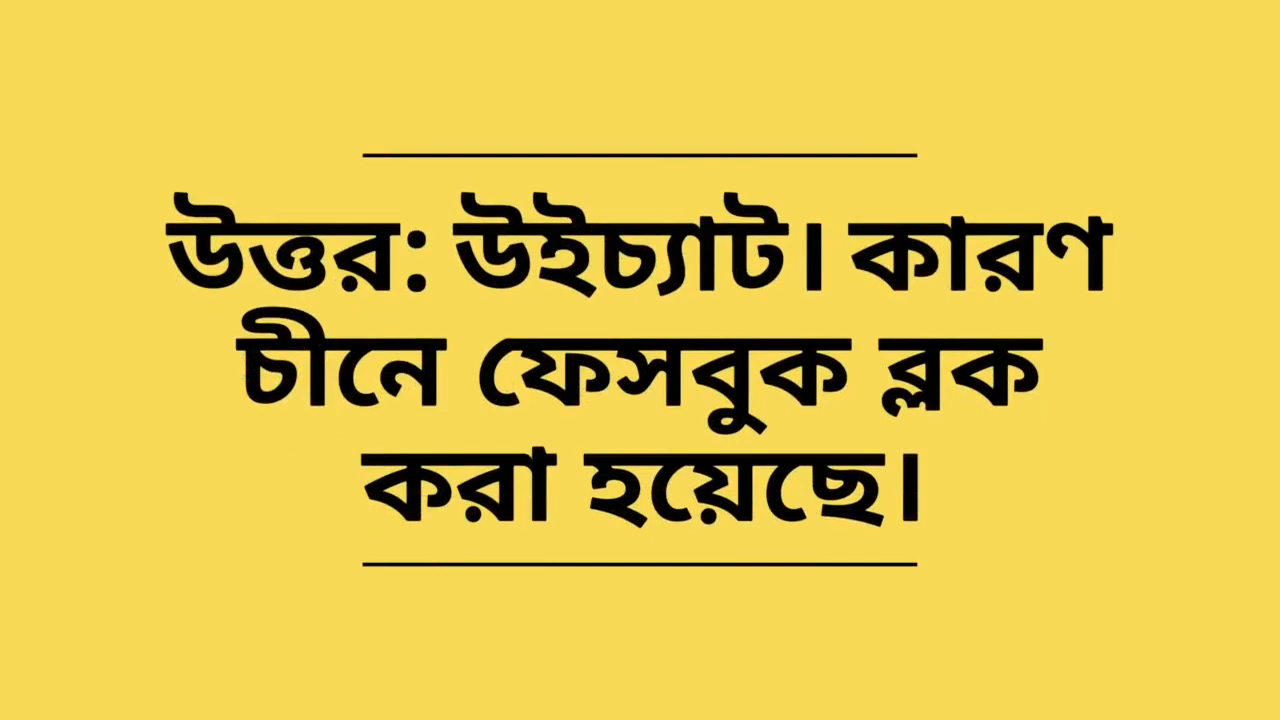 উত্তর: উইচ্যাট। কারণ
চীনে ফেসবুক ব্লক
করা হয়েছে।